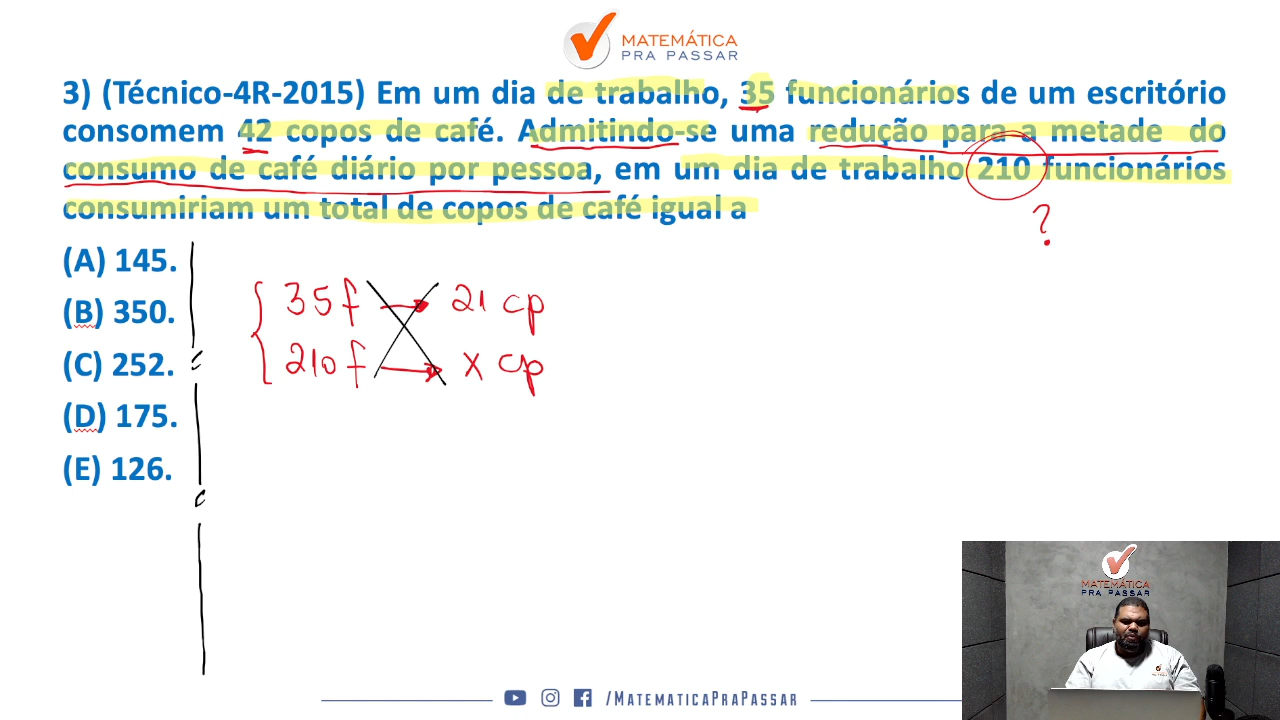 MATEMÁTICA
PRA PASSAR
3) (Técnico-4R-2015) Em um dia de trabalho, 35 funcionários de um escritório
consomem 42 copos de café. Admitindo-se uma redução para a metade do
consumo de café diário por pessoa, em um dia de trabalho 210 funcionários
consumiriam um total de copos de café igual a
?
(A) 145.
(B) 350.
(C) 252.
(D) 175.
(E) 126.
35 f → 21 cp
210 f → x cp
MATEMÁTICA
PRA PASSAR
/MATEMATICAPRAPASSAR